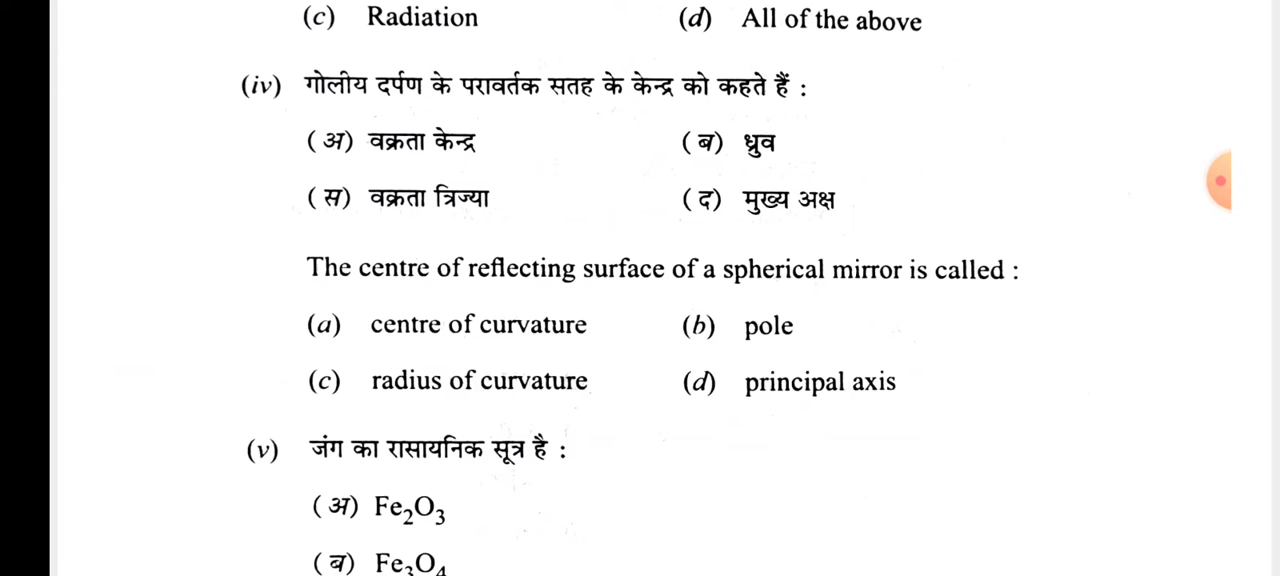 (c) Radiation (d) All of the above
(iv) गोलीय दर्पण के परावर्तक सतह के केन्द्र को कहते हैं :
(अ) वक्रता केन्द्र (ब) ध्रुव
(स) वक्रता त्रिज्या (द) मुख्य अक्ष
The centre of reflecting surface of a spherical mirror is called :
(a) centre of curvature (b) pole
(c) radius of curvature (d) principal axis
(v) जंग का रासायनिक सूत्र है :
(अ) Fe₂O₃
(ब) Fe₃O₄